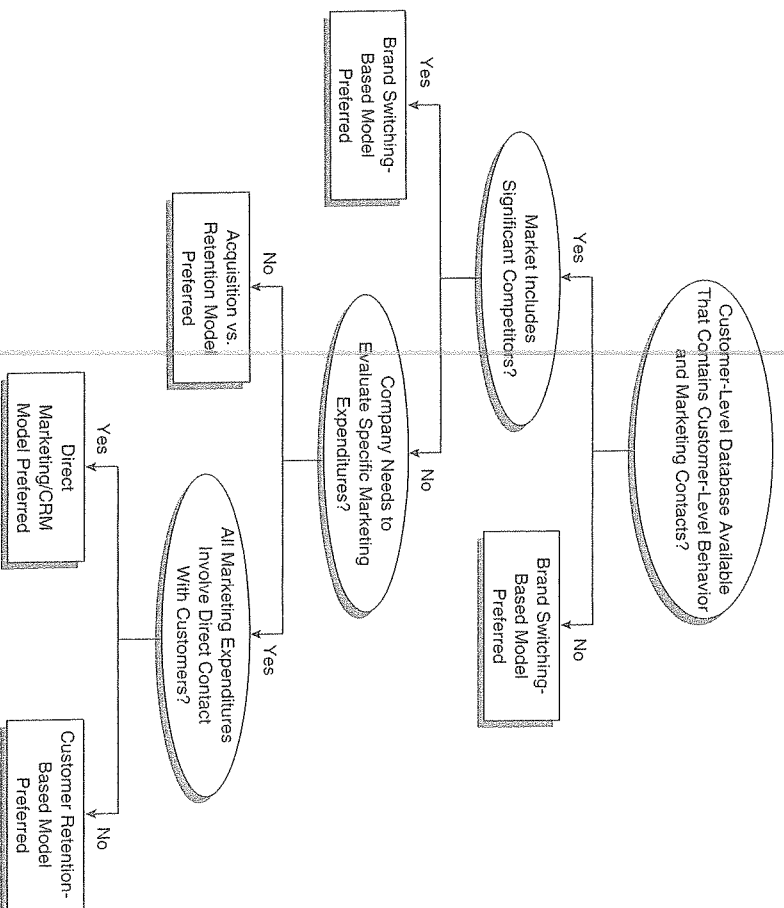 Customer-Level Database Available
That Contains Customer-Level Behavior
and Marketing Contacts?
Yes
No
Market Includes
Significant Competitors?
Brand Switching-
Based Model
Preferred
Yes
No
Brand Switching-
Based Model
Preferred
Company Needs to
Evaluate Specific Marketing
Expenditures?
No
Yes
Acquisition vs.
Retention Model
Preferred
All Marketing Expenditures
Involve Direct Contact
With Customers?
Yes
No
Direct
Marketing/CRM
Model Preferred
Customer Retention-
Based Model
Preferred